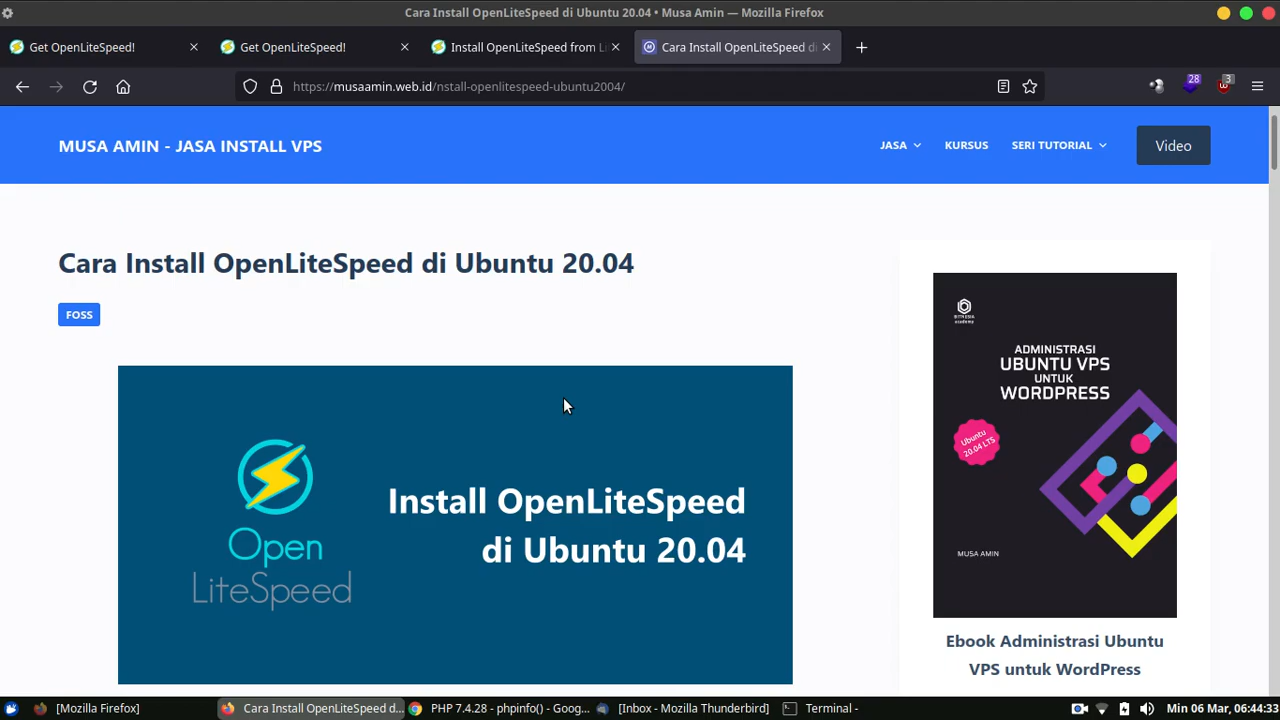 Cara Install OpenLiteSpeed di Ubuntu 20.04 • Musa Amin — Mozilla Firefox
Get OpenLiteSpeed!
Get OpenLiteSpeed!
Install OpenLiteSpeed from Li
Cara Install OpenLiteSpeed di
https://musaamin.web.id/nstall-openlitespeed-ubuntu2004/
28
3
MUSA AMIN - JASA INSTALL VPS
JASA
KURSUS
SERI TUTORIAL
Video
Cara Install OpenLiteSpeed di Ubuntu 20.04
FOSS
Install OpenLiteSpeed
di Ubuntu 20.04
Open
LiteSpeed
BITNESIA
academy
ADMINISTRASI
UBUNTU VPS
UNTUK
WORDPRESS
Ubuntu
20.04 LTS
MUSA AMIN
Ebook Administrasi Ubuntu
VPS untuk WordPress
[Mozilla Firefox]
Cara Install OpenLiteSpeed d...
PHP 7.4.28 - phpinfo() - Goog...
[Inbox - Mozilla Thunderbird]
Terminal -
Min 06 Mar, 06:44:33